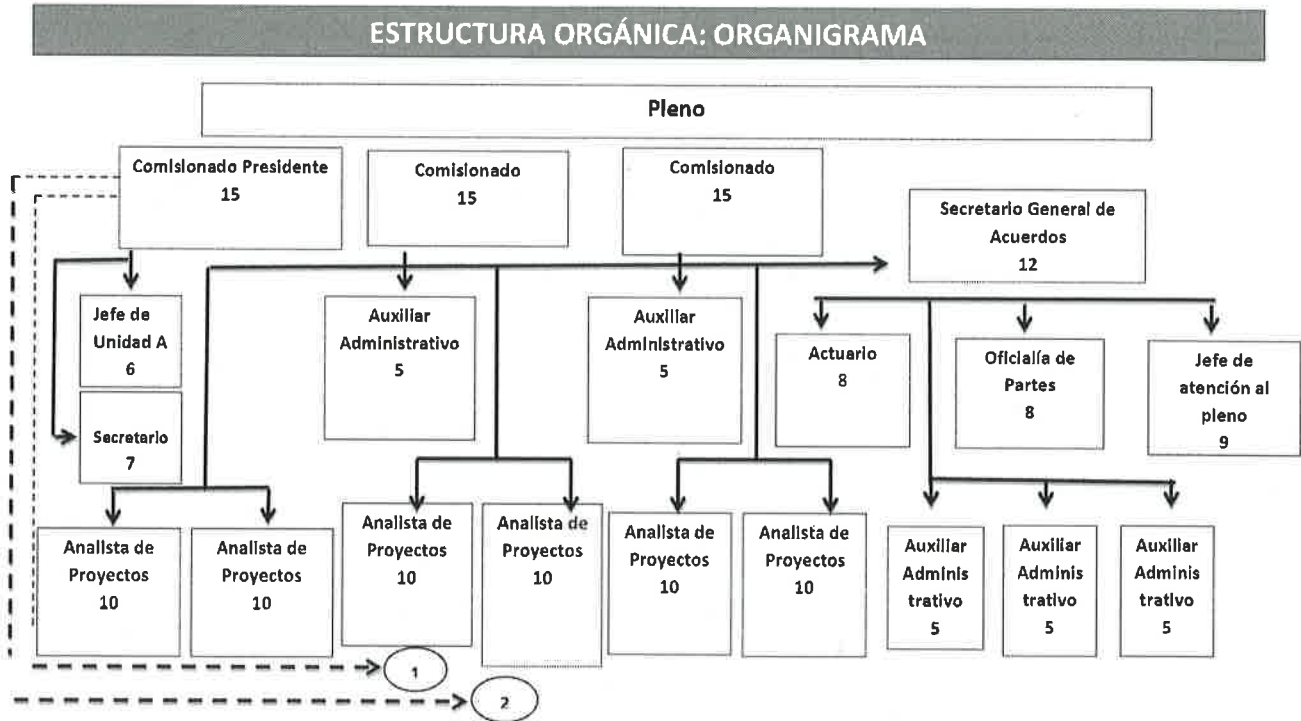 ESTRUCTURA ORGÁNICA: ORGANIGRAMA
Pleno
Comisionado Presidente
15
Comisionado
15
Comisionado
15
Secretario General de
Acuerdos
12
Jefe de
Unidad A
6
Secretario
7
Auxiliar
Administrativo
5
Auxiliar
Administrativo
5
Actuario
8
Oficialía de
Partes
8
Jefe de
atención al
pleno
9
Analista de
Proyectos
10
Analista de
Proyectos
10
Analista de
Proyectos
10
Analista de
Proyectos
10
Analista de
Proyectos
10
Analista de
Proyectos
10
Auxiliar
Adminis
trativo
5
Auxiliar
Adminis
trativo
5
Auxiliar
Adminis
trativo
5
1
2